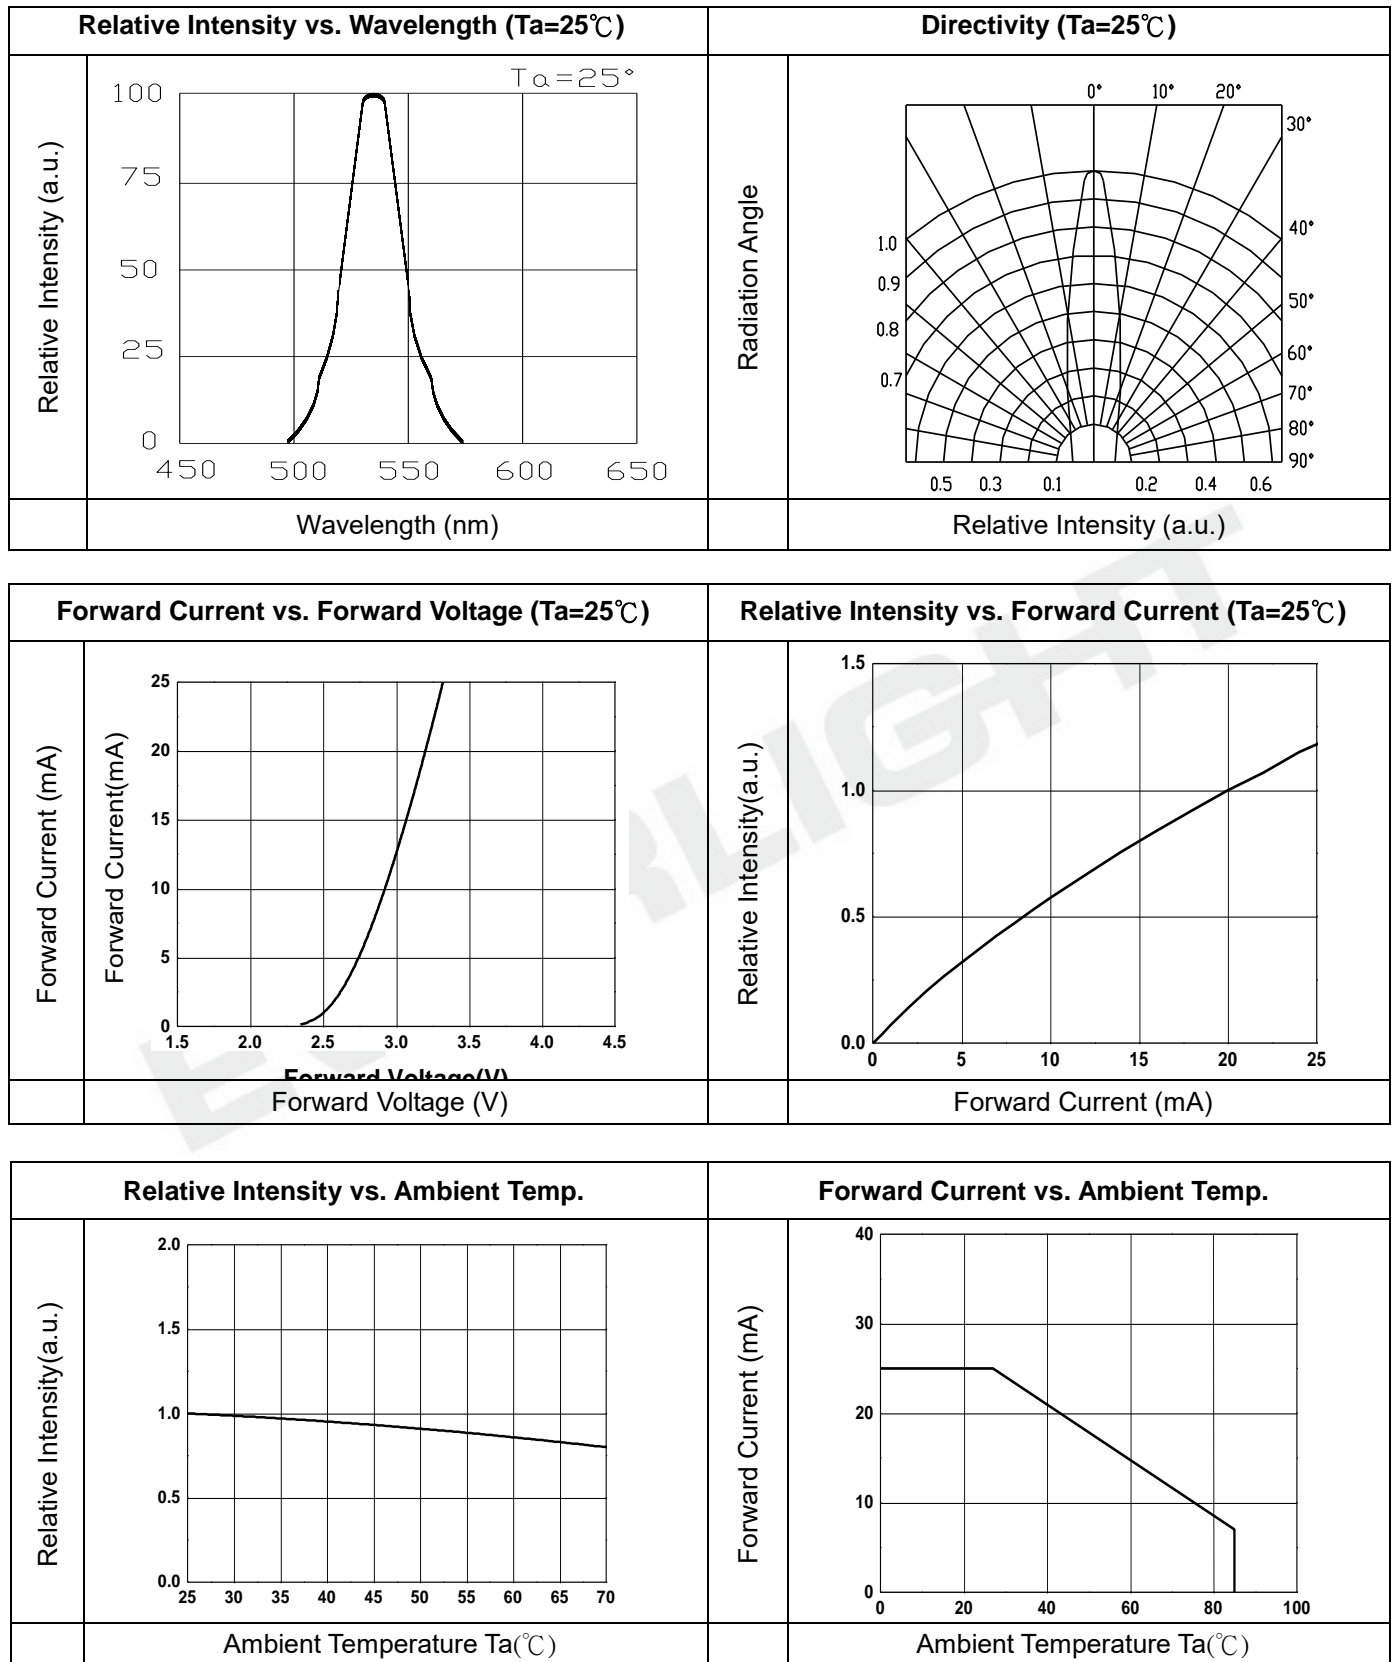 Relative Intensity vs. Wavelength (Ta=25℃)
Directivity (Ta=25℃)
Relative Intensity (a.u.)
Ta=25°
100
75
50
25
0
450 500 550 600 650
Wavelength (nm)
Radiation Angle
0° 10° 20°
30°
40°
50°
60°
70°
80°
90°
1.0
0.9
0.8
0.7
0.5 0.3 0.1 0.2 0.4 0.6
Relative Intensity (a.u.)
Forward Current vs. Forward Voltage (Ta=25℃)
Relative Intensity vs. Forward Current (Ta=25℃)
Forward Current (mA)
Forward Current(mA)
25
20
15
10
5
0
1.5 2.0 2.5 3.0 3.5 4.0 4.5
Forward Voltage(V)
Forward Voltage (V)
Relative Intensity(a.u.)
1.5
1.0
0.5
0.0
0 5 10 15 20 25
Forward Current (mA)
Relative Intensity vs. Ambient Temp.
Forward Current vs. Ambient Temp.
Relative Intensity(a.u.)
2.0
1.5
1.0
0.5
0.0
25 30 35 40 45 50 55 60 65 70
Ambient Temperature Ta(℃)
Forward Current (mA)
40
30
20
10
0
0 20 40 60 80 100
Ambient Temperature Ta(℃)